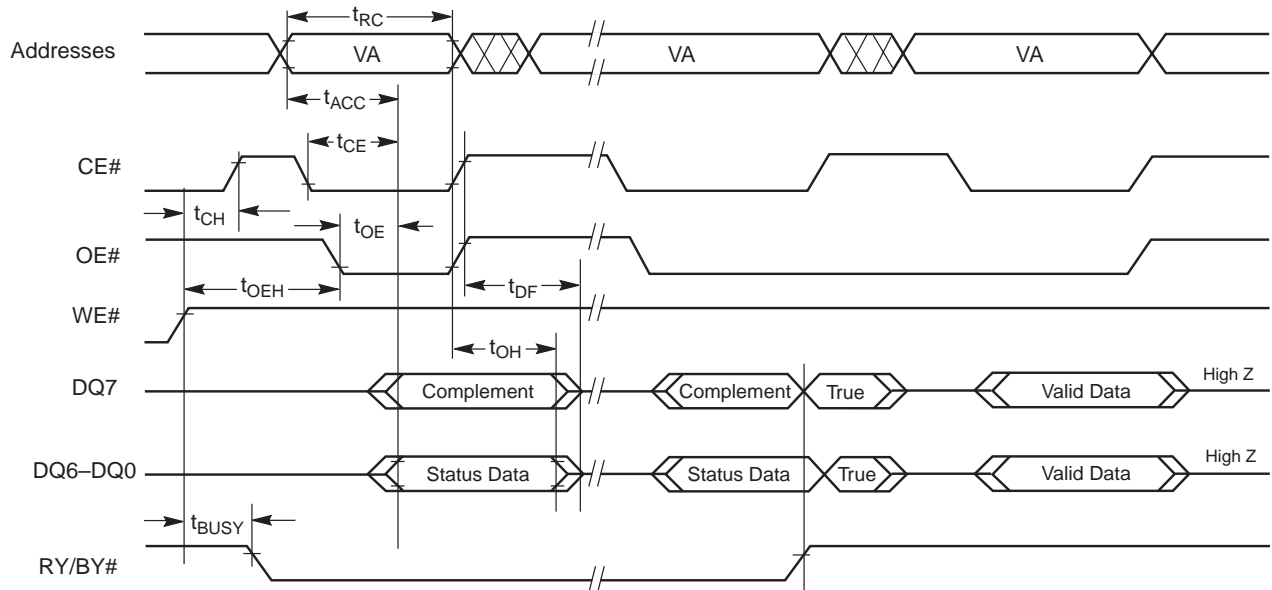 tRC
Addresses VA VA VA
tACC
tCE
CE#
tCH tOE
OE#
tOEH tDF
WE#
tOH
DQ7 Complement Complement True Valid Data High Z
DQ6–DQ0 Status Data Status Data True Valid Data High Z
tBUSY
RY/BY#